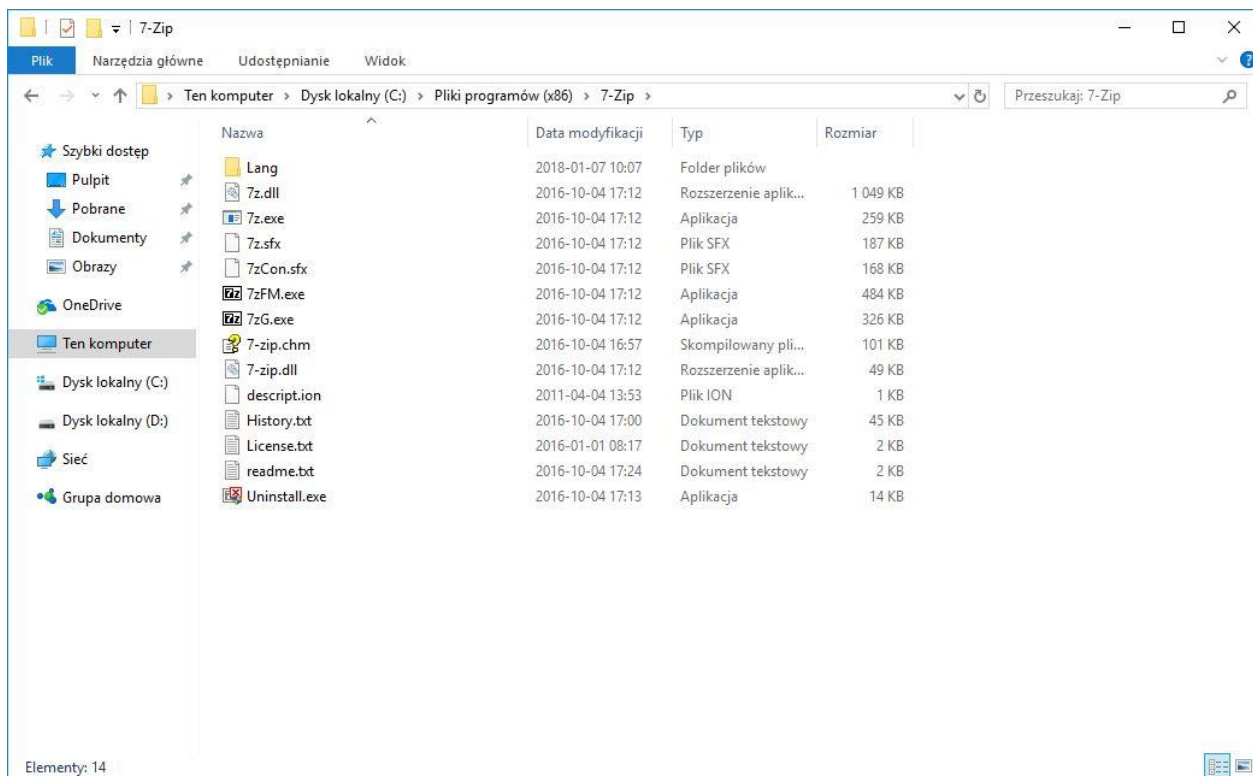 7-Zip
Plik Narzędzia główne Udostępnianie Widok
Ten komputer › Dysk lokalny (C:) › Pliki programów (x86) › 7-Zip › Przeszukaj: 7-Zip
Szybki dostęp
Pulpit
Pobrane
Dokumenty
Obrazy
OneDrive
Ten komputer
Dysk lokalny (C:)
Dysk lokalny (D:)
Sieć
Grupa domowa
Nazwa Data modyfikacji Typ Rozmiar
Lang 2018-01-07 10:07 Folder plików
7z.dll 2016-10-04 17:12 Rozszerzenie aplik... 1 049 KB
7z.exe 2016-10-04 17:12 Aplikacja 259 KB
7z.sfx 2016-10-04 17:12 Plik SFX 187 KB
7zCon.sfx 2016-10-04 17:12 Plik SFX 168 KB
7zFM.exe 2016-10-04 17:12 Aplikacja 484 KB
7zG.exe 2016-10-04 17:12 Aplikacja 326 KB
7-zip.chm 2016-10-04 16:57 Skompilowany pli... 101 KB
7-zip.dll 2016-10-04 17:12 Rozszerzenie aplik... 49 KB
descript.ion 2011-04-04 13:53 Plik ION 1 KB
History.txt 2016-10-04 17:00 Dokument tekstowy 45 KB
License.txt 2016-01-01 08:17 Dokument tekstowy 2 KB
readme.txt 2016-10-04 17:24 Dokument tekstowy 2 KB
Uninstall.exe 2016-10-04 17:13 Aplikacja 14 KB
Elementy: 14